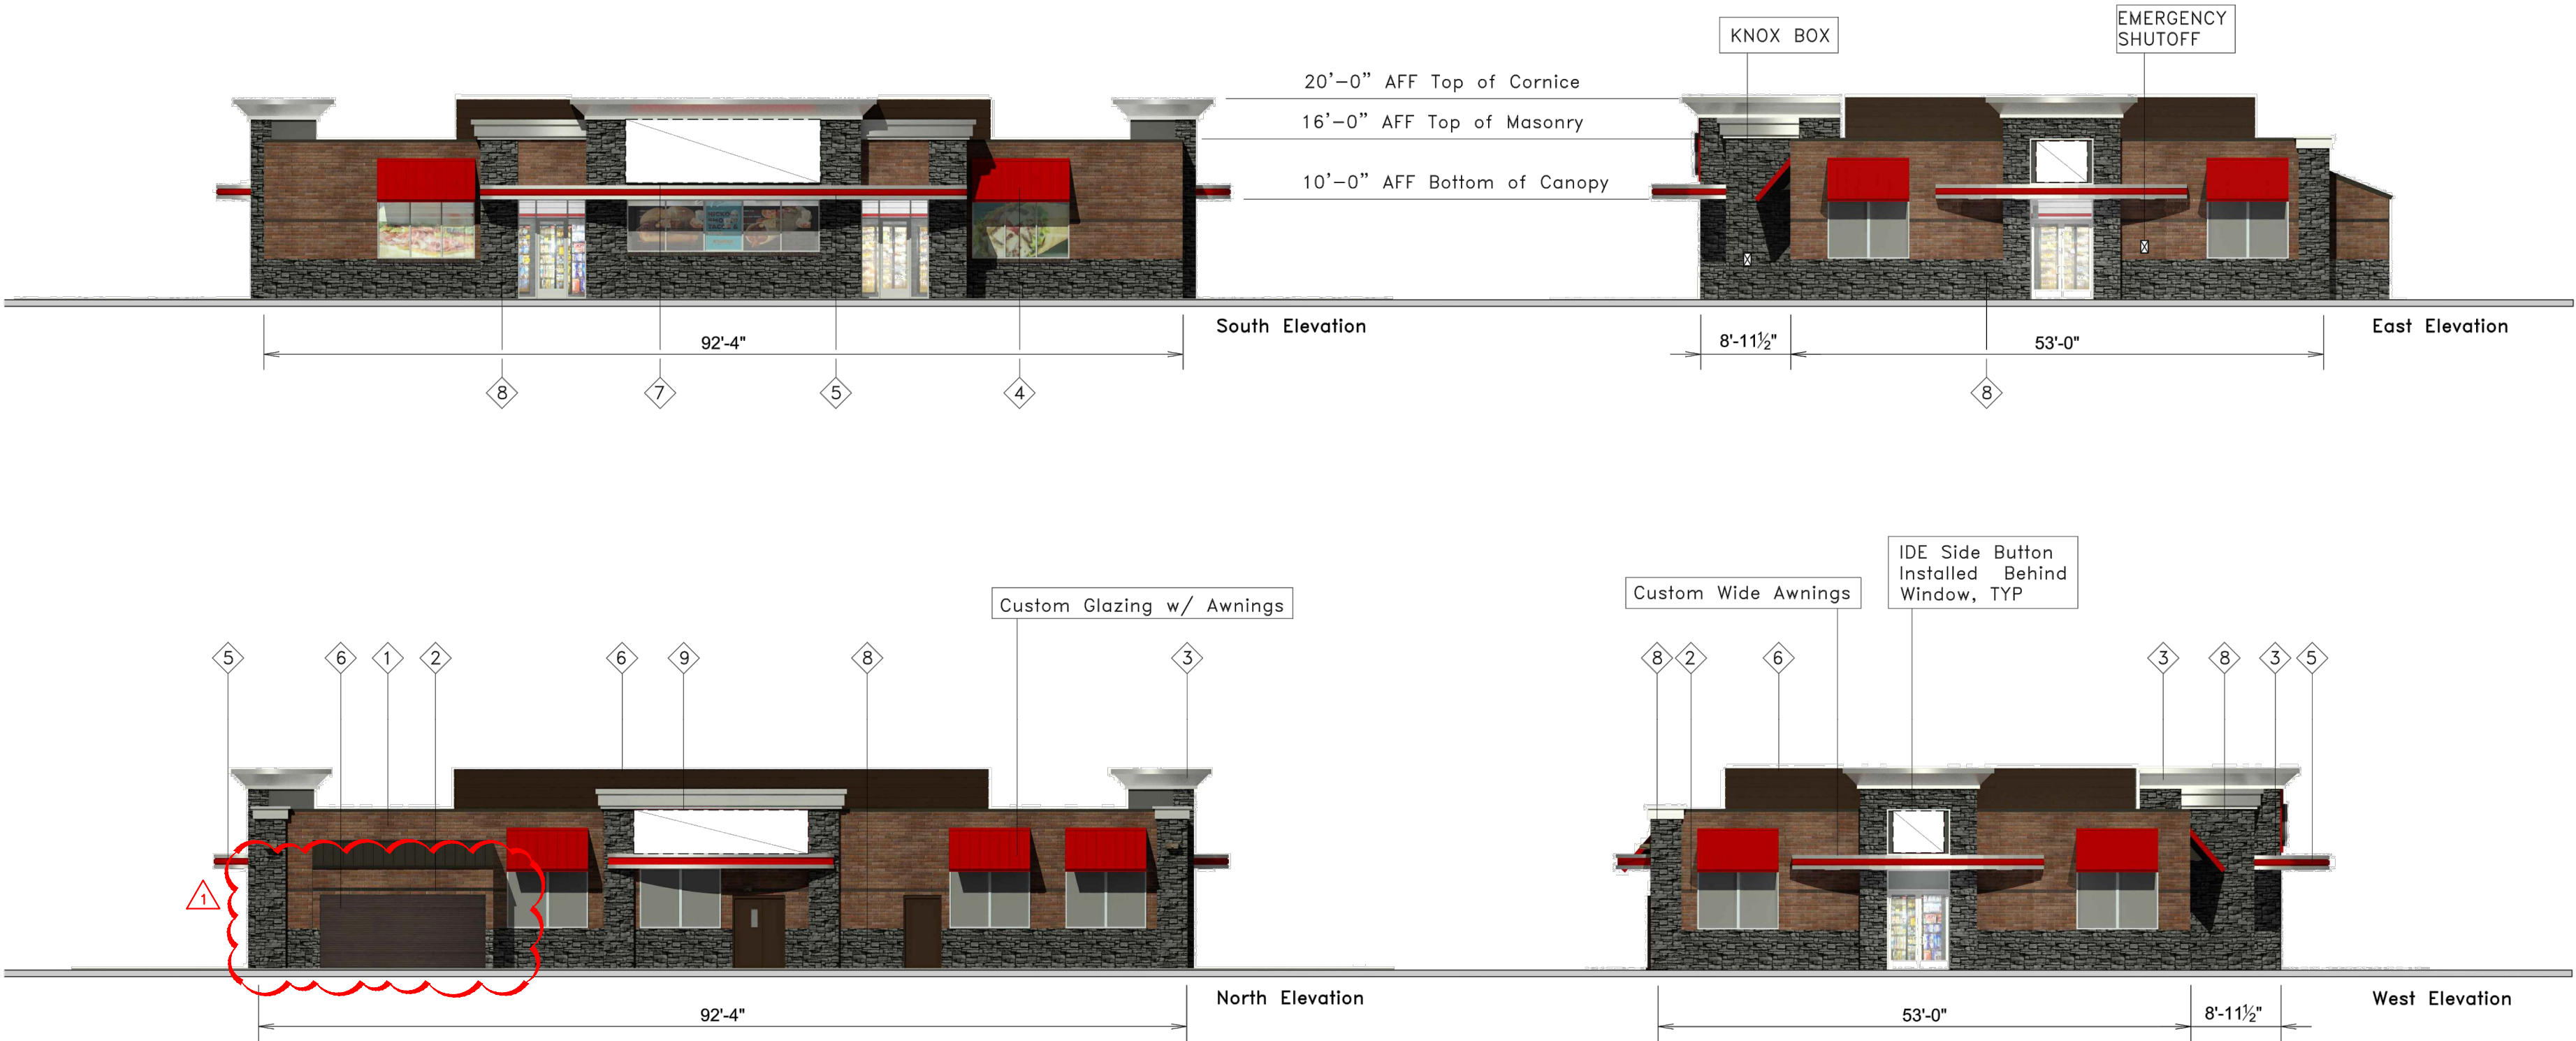 KNOX BOX
EMERGENCY
SHUTOFF
20'-0" AFF Top of Cornice
16'-0" AFF Top of Masonry
10'-0" AFF Bottom of Canopy
South Elevation
East Elevation
92'-4"
8'-11½"
53'-0"
8
7
5
4
8
Custom Glazing w/ Awnings
Custom Wide Awnings
IDE Side Button
Installed Behind
Window, TYP
5
6
1
2
6
9
8
3
8
2
6
3
8
3
5
1
North Elevation
West Elevation
92'-4"
53'-0"
8'-11½"